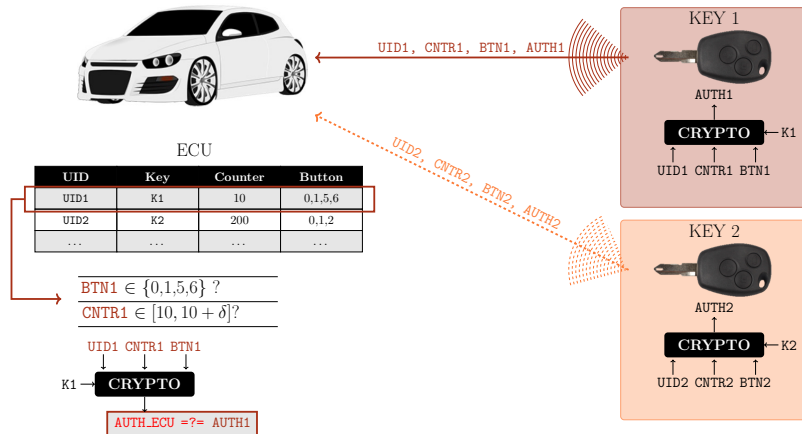 KEY 1
UID1, CNTR1, BTN1, AUTH1
AUTH1
CRYPTO
K1
UID1 CNTR1 BTN1
UID2, CNTR2, BTN2, AUTH2
KEY 2
AUTH2
CRYPTO
K2
UID2 CNTR2 BTN2
ECU
UID Key Counter Button
UID1 K1 10 0,1,5,6
UID2 K2 200 0,1,2
... ... ... ...
BTN1 ∈ {0,1,5,6} ?
CNTR1 ∈ [10, 10 + δ]?
UID1 CNTR1 BTN1
K1
CRYPTO
AUTH_ECU =?= AUTH1